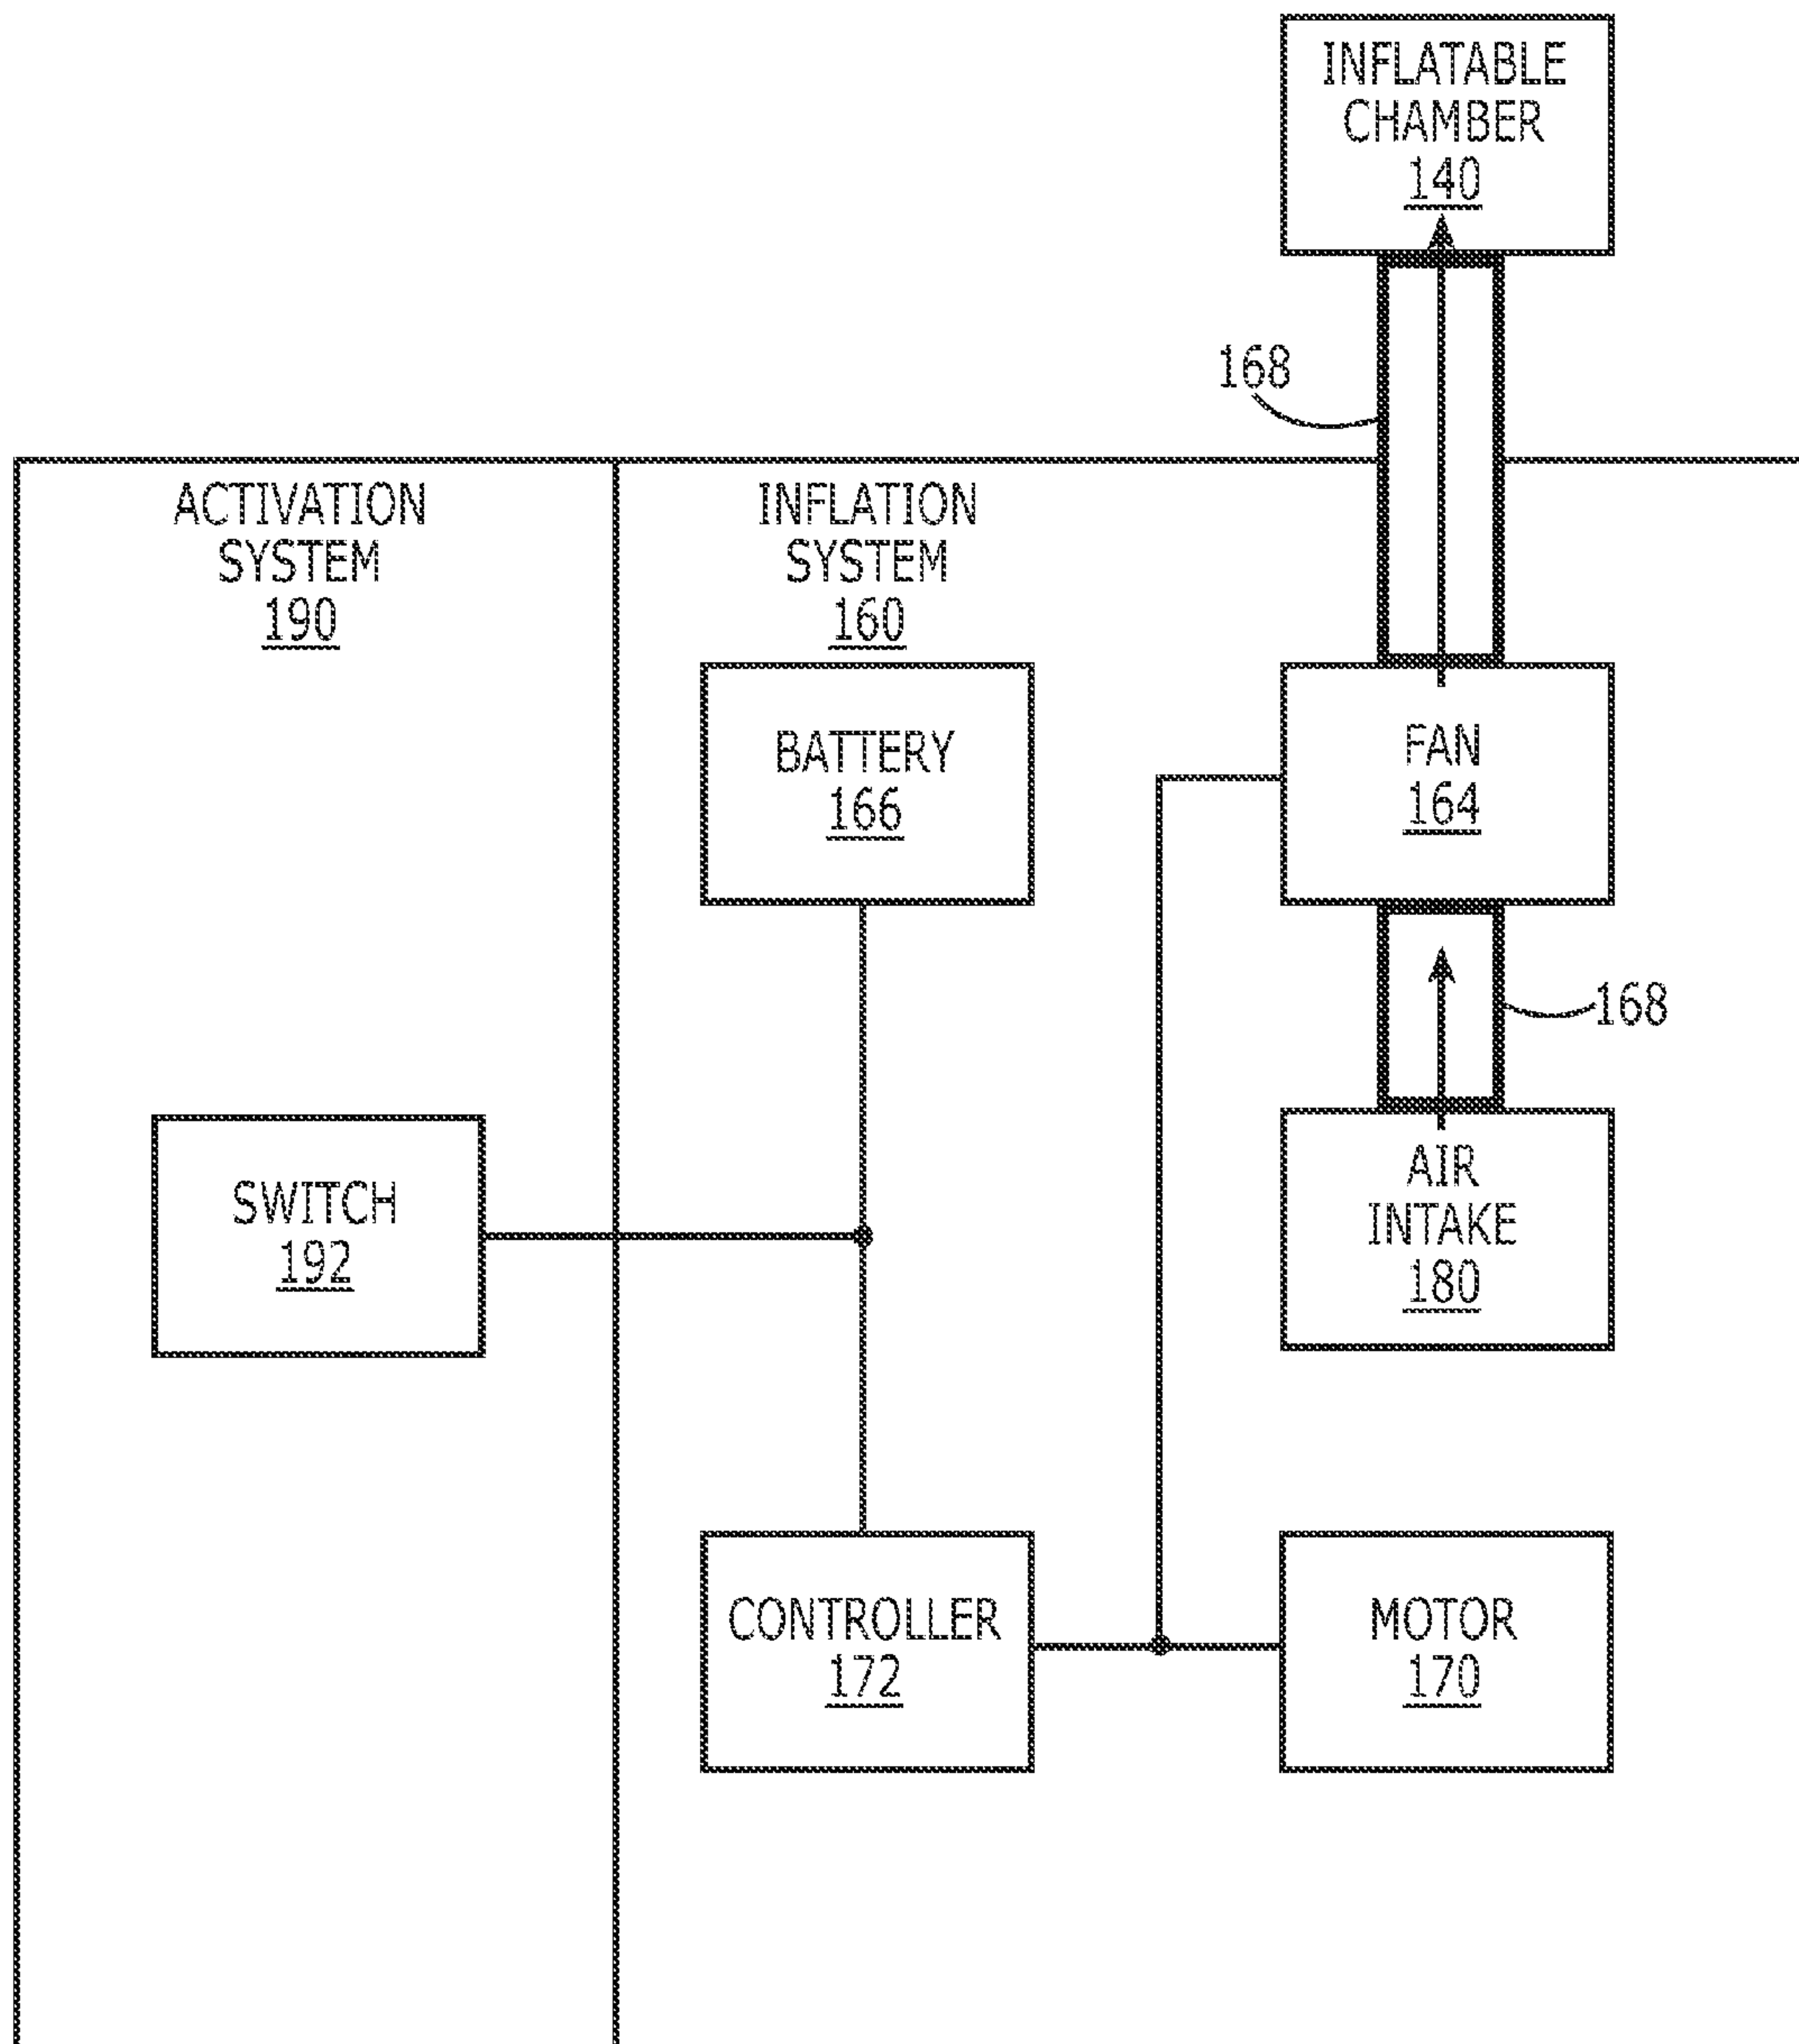 INFLATABLE
CHAMBER
140
168
ACTIVATION
SYSTEM
190
INFLATION
SYSTEM
160
BATTERY
166
FAN
164
168
SWITCH
192
AIR
INTAKE
180
CONTROLLER
172
MOTOR
170